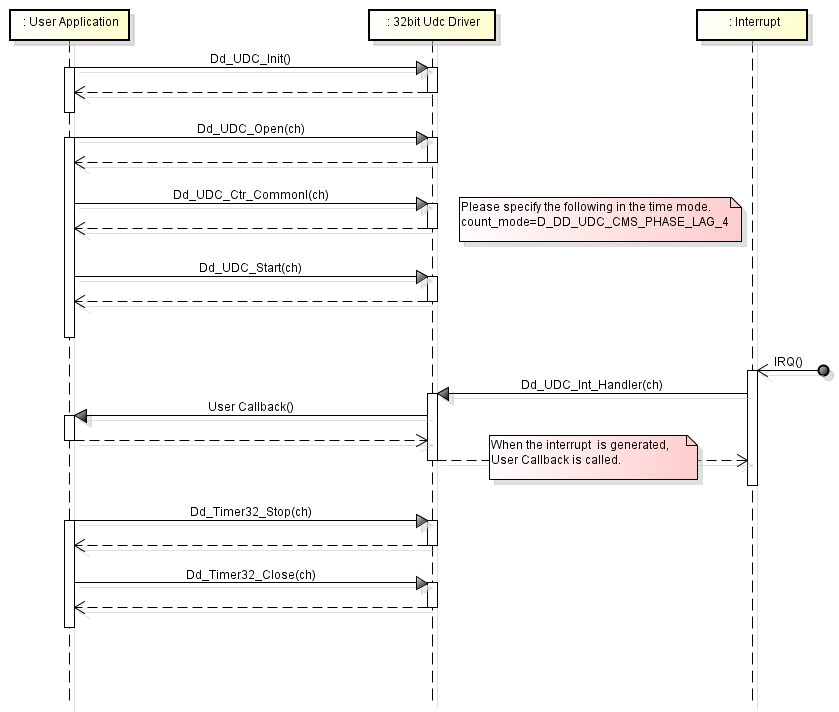 : User Application
: 32bit Udc Driver
: Interrupt
Dd_UDC_Init()
Dd_UDC_Open(ch)
Dd_UDC_Ctr_Commonl(ch)
Please specify the following in the time mode.
count_mode=D_DD_UDC_CMS_PHASE_LAG_4
Dd_UDC_Start(ch)
IRQ()
Dd_UDC_Int_Handler(ch)
User Callback()
When the interrupt is generated,
User Callback is called.
Dd_Timer32_Stop(ch)
Dd_Timer32_Close(ch)